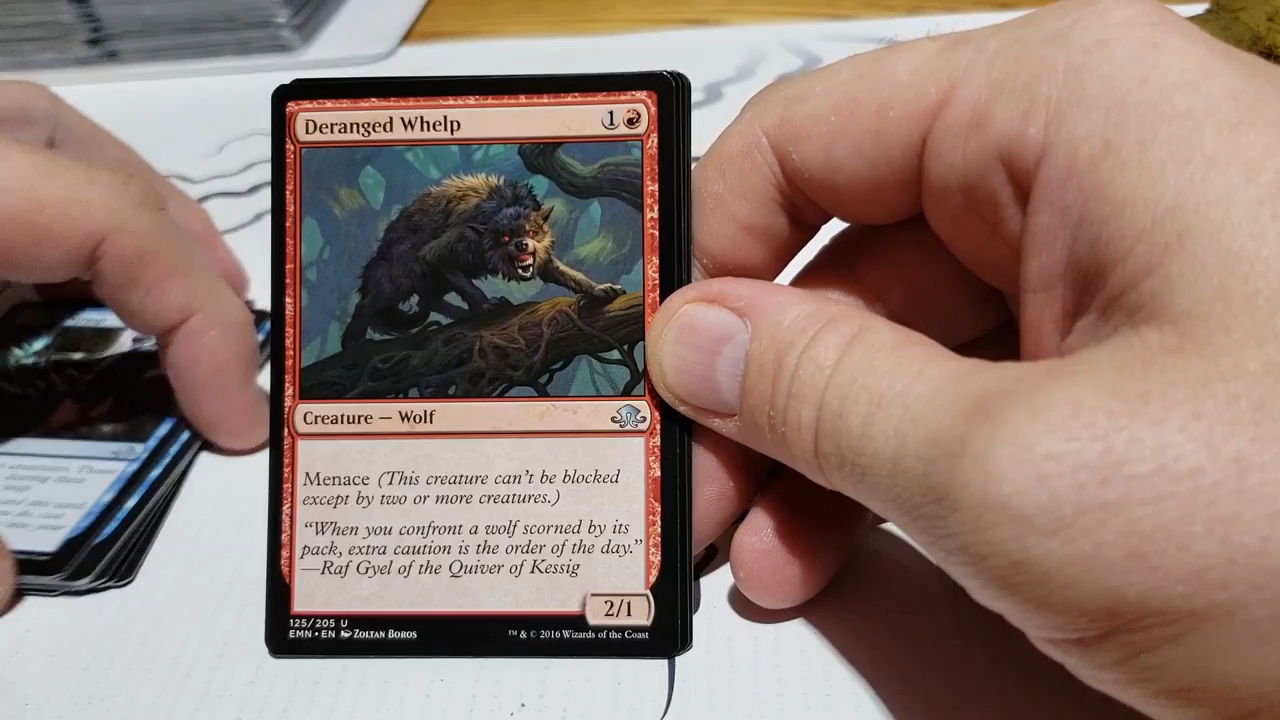 Deranged Whelp 1
Creature — Wolf
Menace (This creature can't be blocked
except by two or more creatures.)
“When you confront a wolf scorned by its
pack, extra caution is the order of the day.”
—Raf Gyel of the Quiver of Kessig
2/1
125/205 U
EMN • EN ZOLTAN BOROS ™ & © 2016 Wizards of the Coast